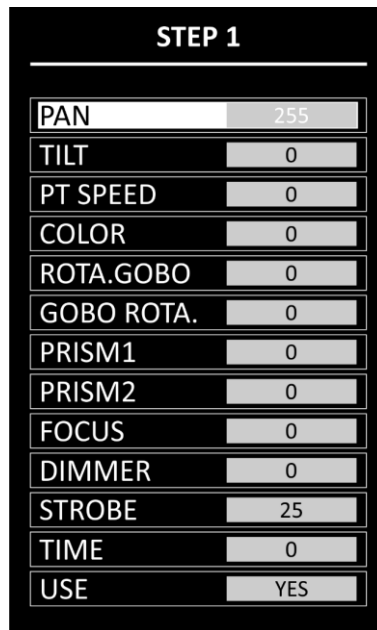 STEP 1
PAN 255
TILT 0
PT SPEED 0
COLOR 0
ROTA.GOBO 0
GOBO ROTA. 0
PRISM1 0
PRISM2 0
FOCUS 0
DIMMER 0
STROBE 25
TIME 0
USE YES